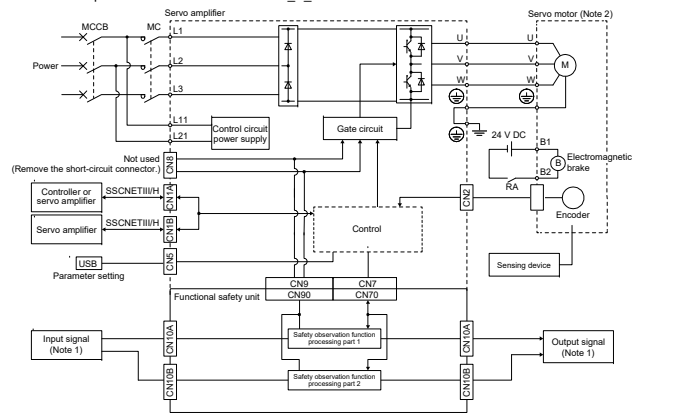 Servo amplifier
Servo motor (Note 2)
MCCB
MC
L1
U
U
Power
L2
V
V
M
L3
W
W
L11
L21
Control circuit
power supply
Gate circuit
24 V DC
B1
B
Electromagnetic
brake
B2
RA
Not used
(Remove the short-circuit connector.)
CN8
Controller or
servo amplifier
SSCNETIII/H
CN1A
CN2
Encoder
Servo amplifier
SSCNETIII/H
CN1B
Control
USB
CN5
Parameter setting
Sensing device
CN9
CN7
Functional safety unit
CN90
CN70
Input signal
(Note 1)
CN10A
Safety observation function
processing part 1
CN10A
Output signal
(Note 1)
CN10B
Safety observation function
processing part 2
CN10B